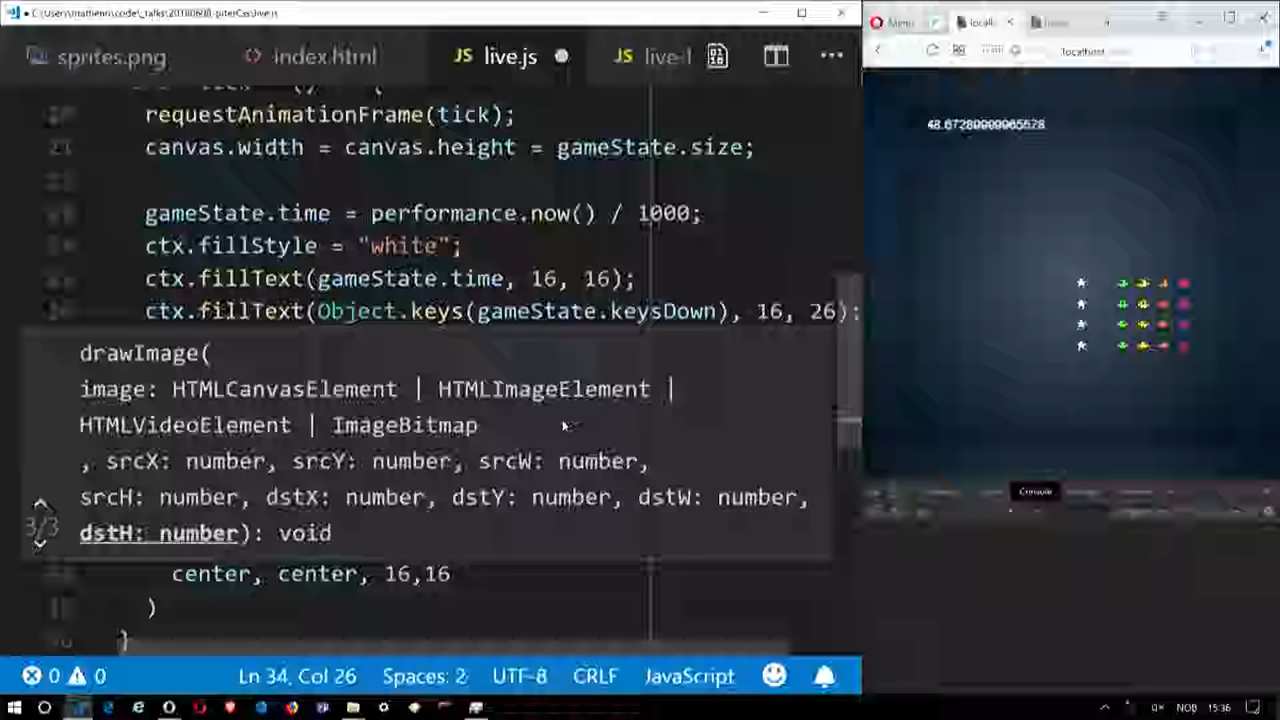 sprites.png
index.html
JS live.js
JS live-l
requestAnimationFrame(tick);
21 canvas.width = canvas.height = gameState.size;
gameState.time = performance.now() / 1000;
ctx.fillStyle = "white";
ctx.fillText(gameState.time, 16, 16);
ctx.fillText(Object.keys(gameState.keysDown), 16, 26);
drawImage(
image: HTMLCanvasElement | HTMLImageElement |
HTMLVideoElement | ImageBitmap
, srcX: number, srcY: number, srcW: number,
srcH: number, dstX: number, dstY: number, dstW: number,
3/3 dstH: number): void
center, center, 16,16
)
}
0 0 Ln 34, Col 26 Spaces: 2 UTF-8 CRLF JavaScript
Menu
localhost
Console
NOB 15:36